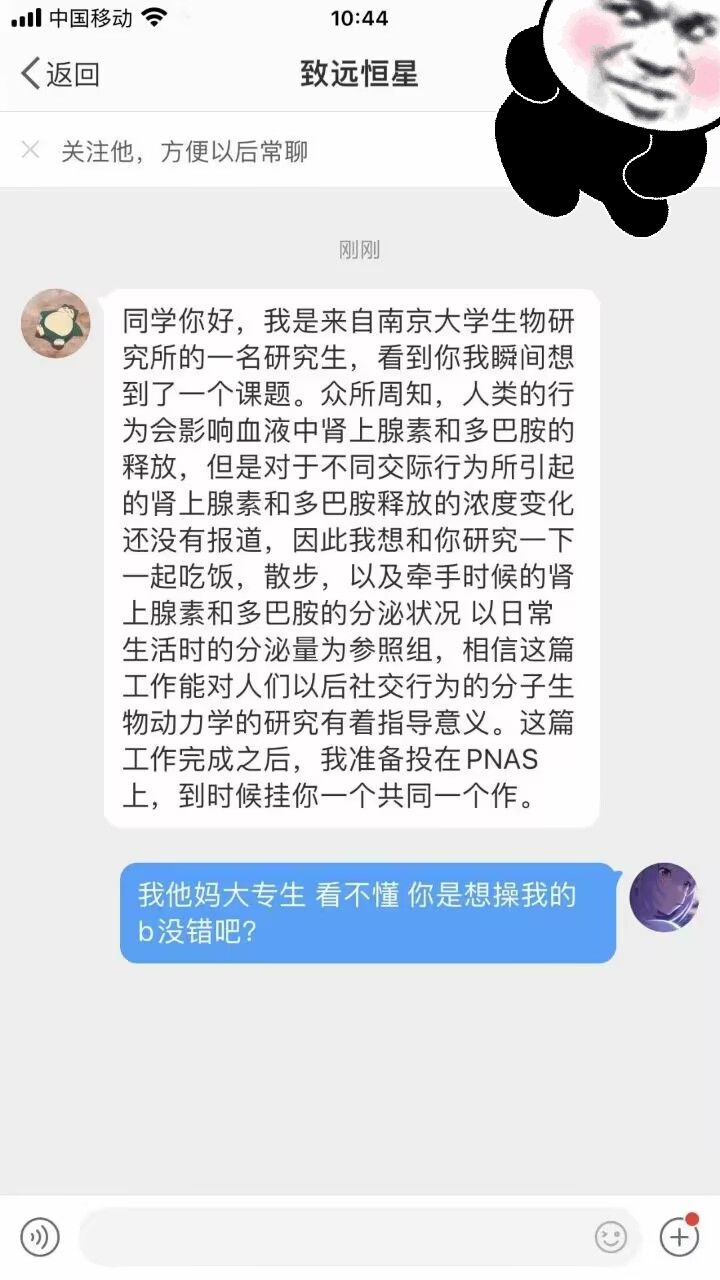 中国移动 10:44
返回 致远恒星
关注他，方便以后常聊
刚刚
同学你好，我是来自南京大学生物研
究所的一名研究生，看到你我瞬间想
到了一个课题。众所周知，人类的行
为会影响血液中肾上腺素和多巴胺的
释放，但是对于不同交际行为所引起
的肾上腺素和多巴胺释放的浓度变化
还没有报道，因此我想和你研究一下
一起吃饭，散步，以及牵手时候的肾
上腺素和多巴胺的分泌状况 以日常
生活时的分泌量为参照组，相信这篇
工作能对人们以后社交行为的分子生
物动力学的研究有着指导意义。这篇
工作完成之后，我准备投在PNAS
上，到时候挂你一个共同一个作。
我他妈大专生 看不懂 你是想操我的
b没错吧?